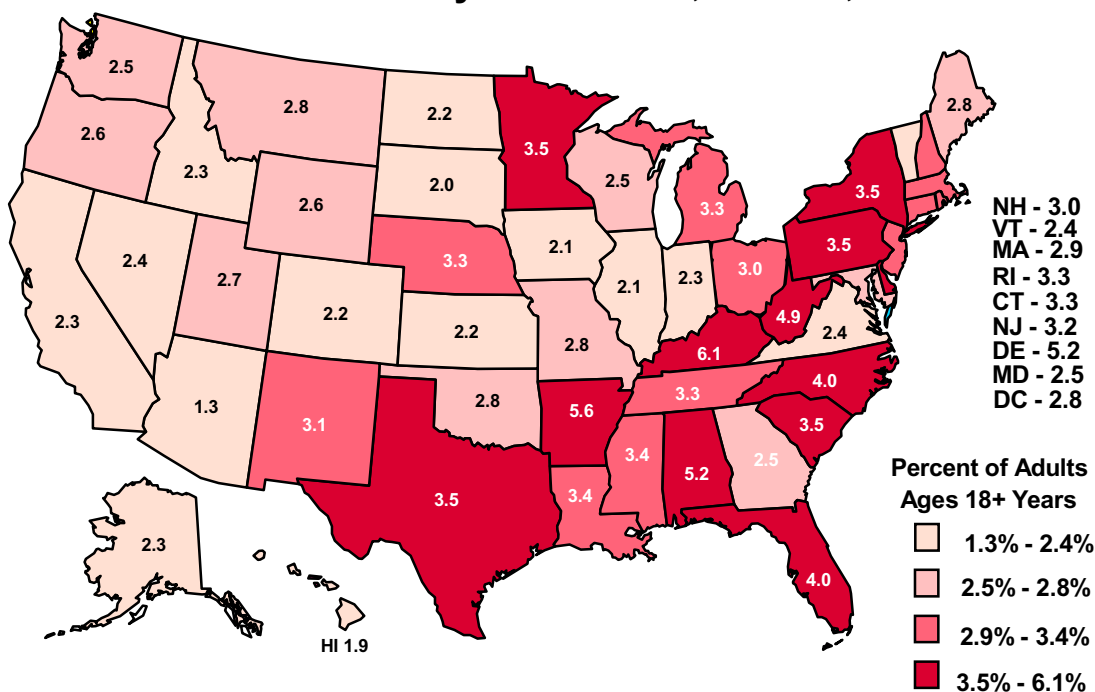 2.5
2.8
2.2
3.5
2.8
2.6
2.3
2.0
2.5
3.5
2.6
3.3
NH - 3.0
VT - 2.4
MA - 2.9
RI - 3.3
CT - 3.3
NJ - 3.2
DE - 5.2
MD - 2.5
DC - 2.8
2.4
2.7
3.3
2.1
3.5
2.3
2.2
2.2
2.1
2.3
3.0
4.9
2.4
2.8
6.1
1.3
3.1
2.8
5.6
3.3
4.0
3.5
3.4
3.4
5.2
2.5
3.5
4.0
2.3
HI 1.9
Percent of Adults
Ages 18+ Years
1.3% - 2.4%
2.5% - 2.8%
2.9% - 3.4%
3.5% - 6.1%